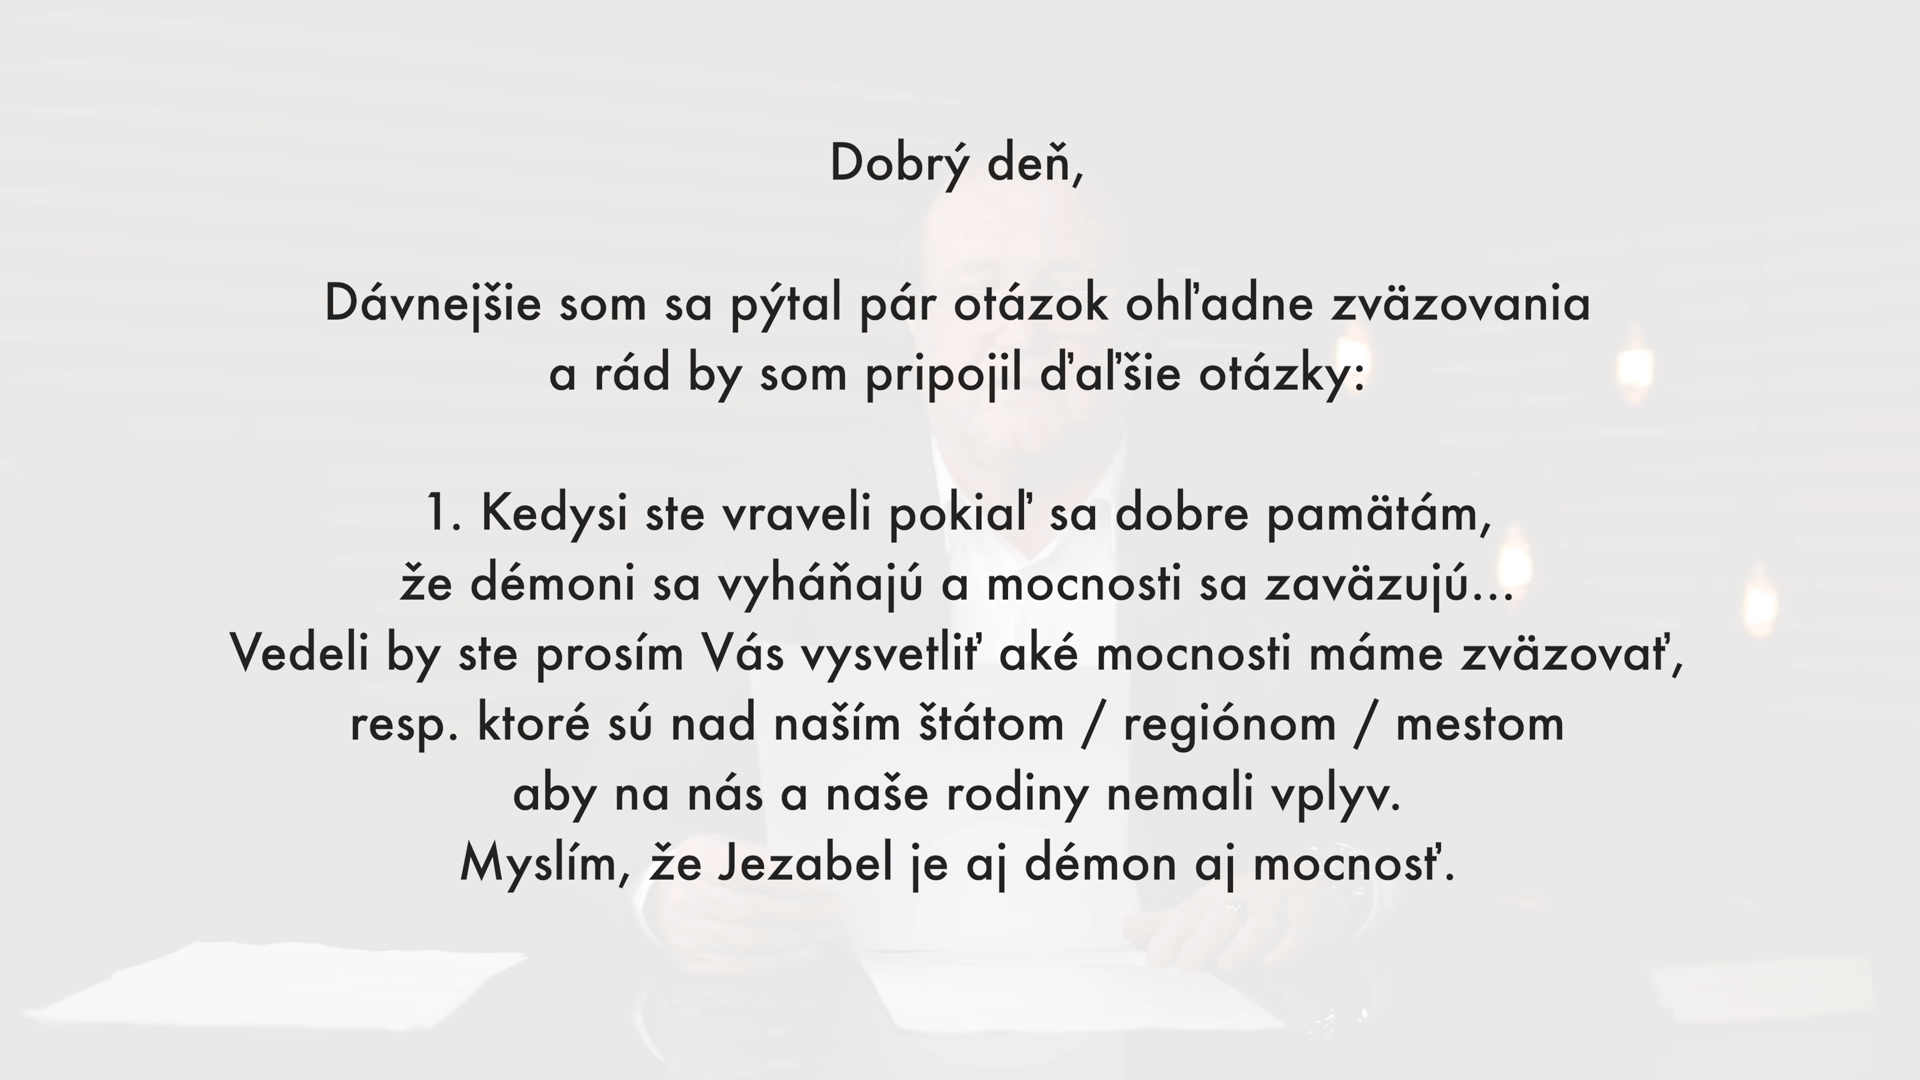 Dobrý deň,
Dávnejšie som sa pýtal pár otázok ohľadne zväzovania
a rád by som pripojil ďaľšie otázky:
1. Kedysi ste vraveli pokiaľ sa dobre pamätám,
že démoni sa vyháňajú a mocnosti sa zaväzujú...
Vedeli by ste prosím Vás vysvetliť aké mocnosti máme zväzovať,
resp. ktoré sú nad naším štátom / regiónom / mestom
aby na nás a naše rodiny nemali vplyv.
Myslím, že Jezabel je aj démon aj mocnosť.